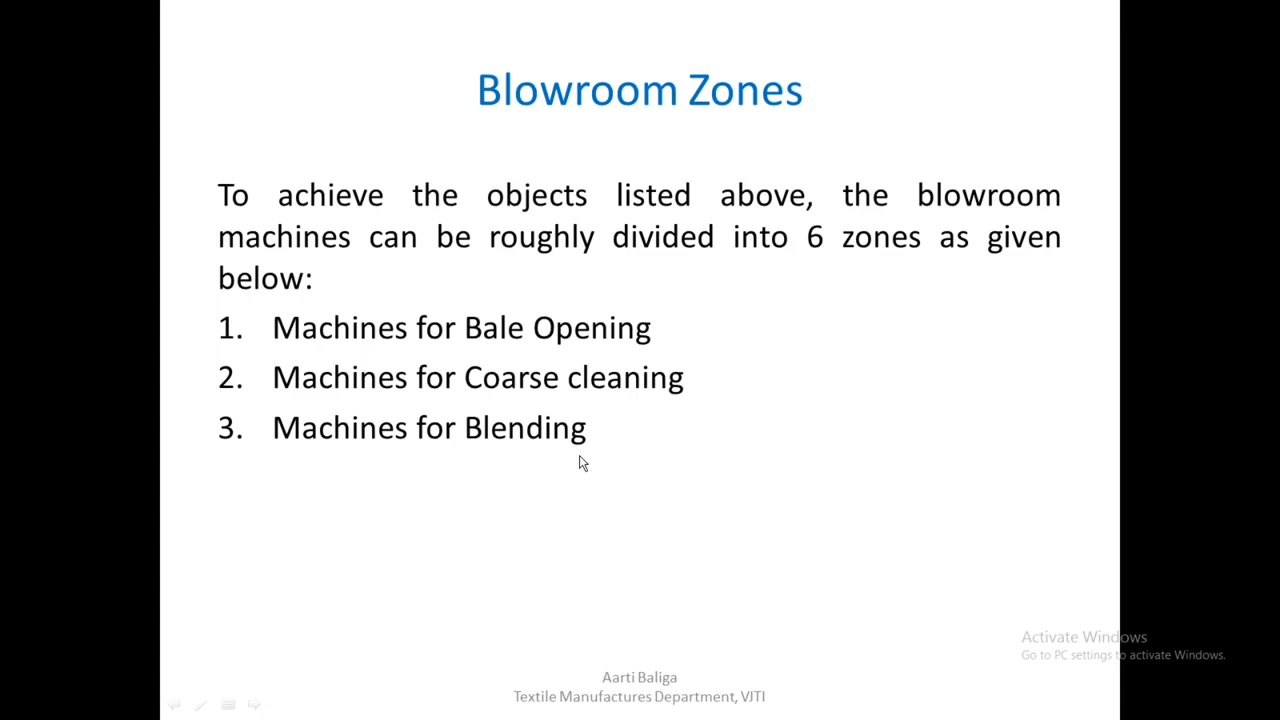 Blowroom Zones
To achieve the objects listed above, the blowroom
machines can be roughly divided into 6 zones as given
below:
1. Machines for Bale Opening
2. Machines for Coarse cleaning
3. Machines for Blending
Activate Windows
Go to PC settings to activate Windows.
Aarti Baliga
Textile Manufactures Department, VJTI